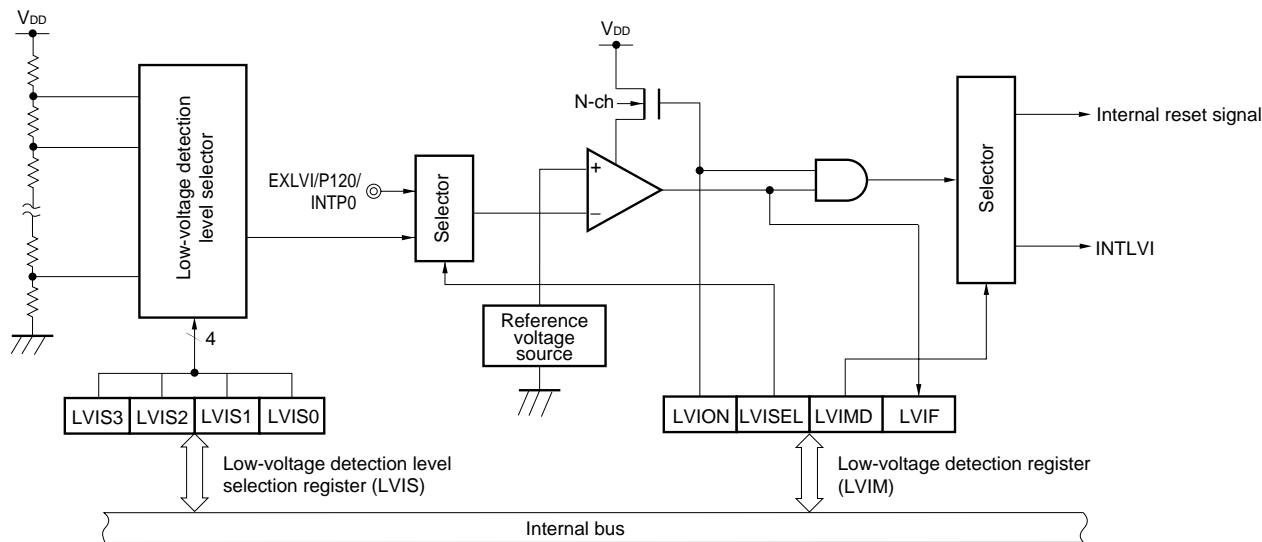 VDD
Low-voltage detection
level selector
4
LVIS3 LVIS2 LVIS1 LVIS0
Low-voltage detection level
selection register (LVIS)
EXLVI/P120/
INTP0
Selector
VDD
N-ch
+
−
Reference
voltage
source
Selector
Internal reset signal
INTLVI
LVION LVISEL LVIMD LVIF
Low-voltage detection register
(LVIM)
Internal bus